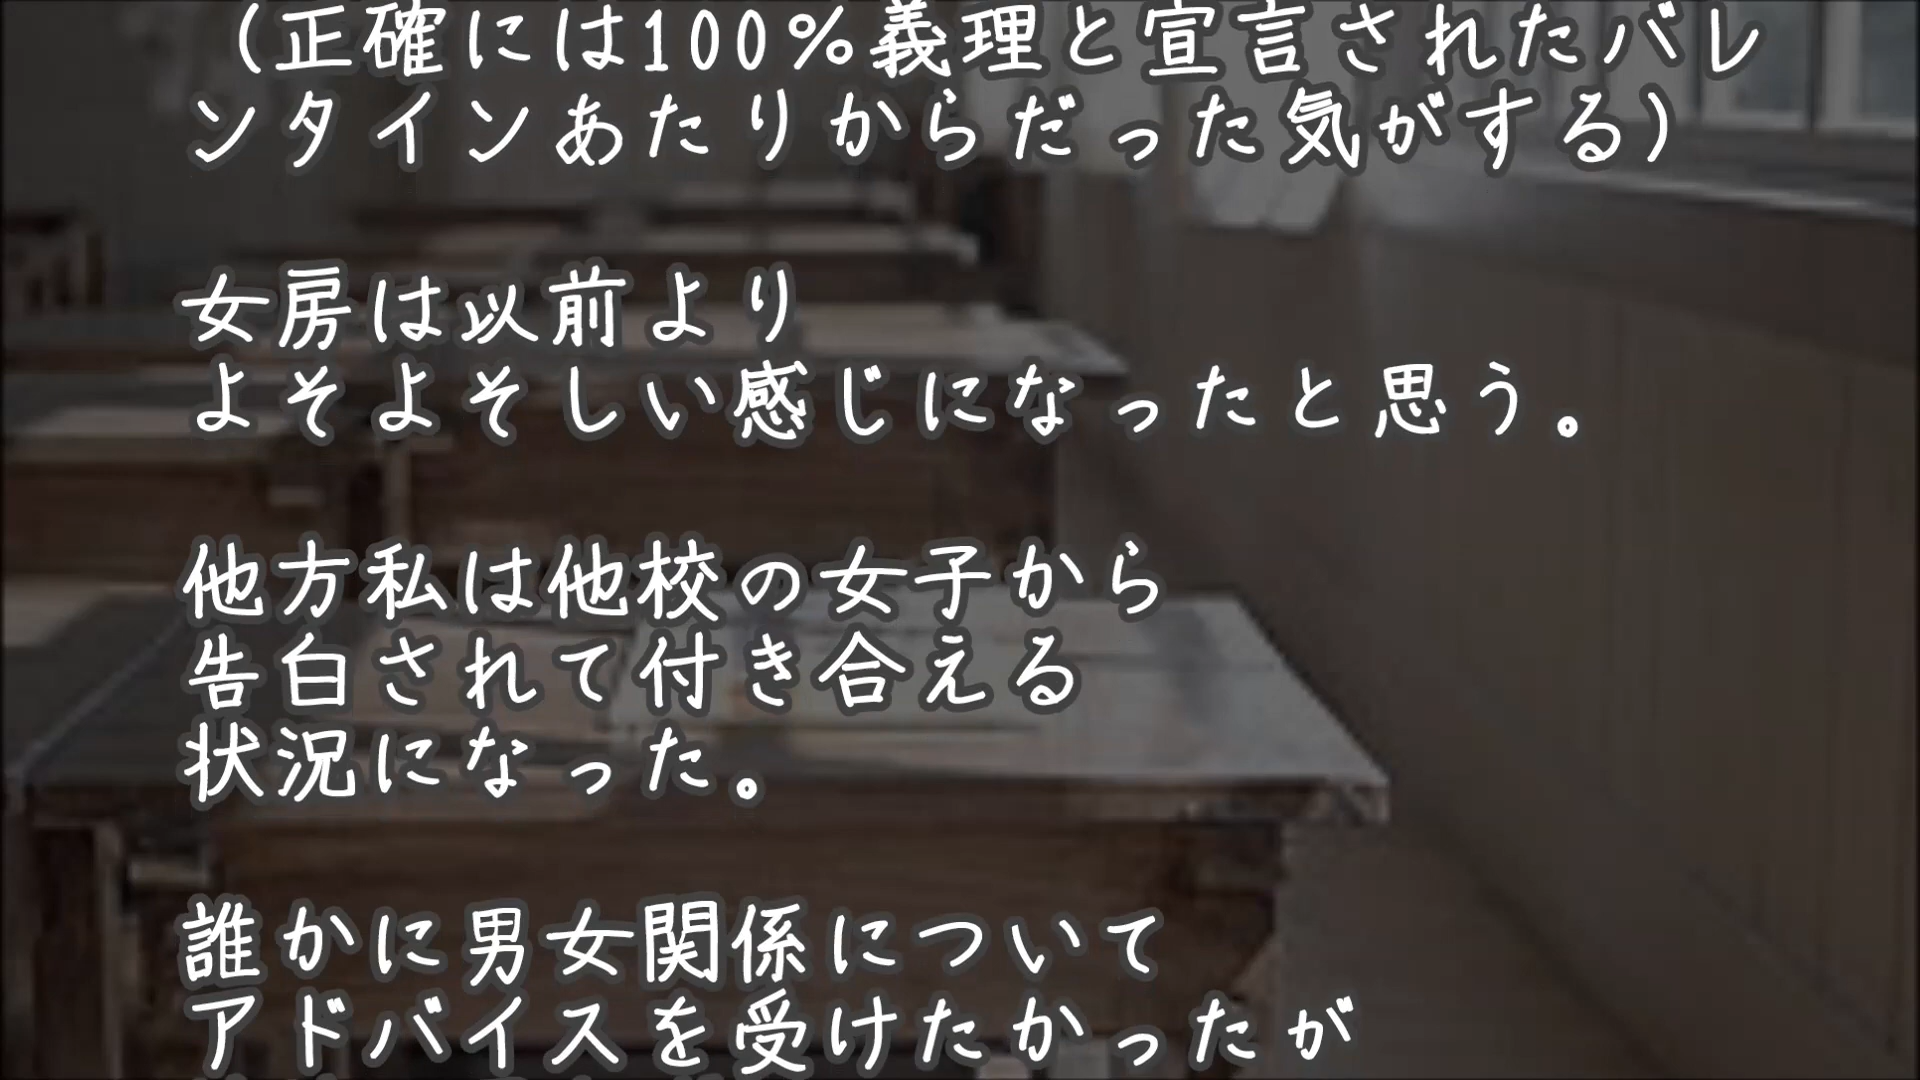 （正確には100％義理と宣言されたバレ
ンタインあたりからだった気がする）
女房は以前より
よそよそしい感じになったと思う。
他方私は他校の女子から
告白されて付き合える
状況になった。
誰かに男女関係について
アドバイスを受けたかったが